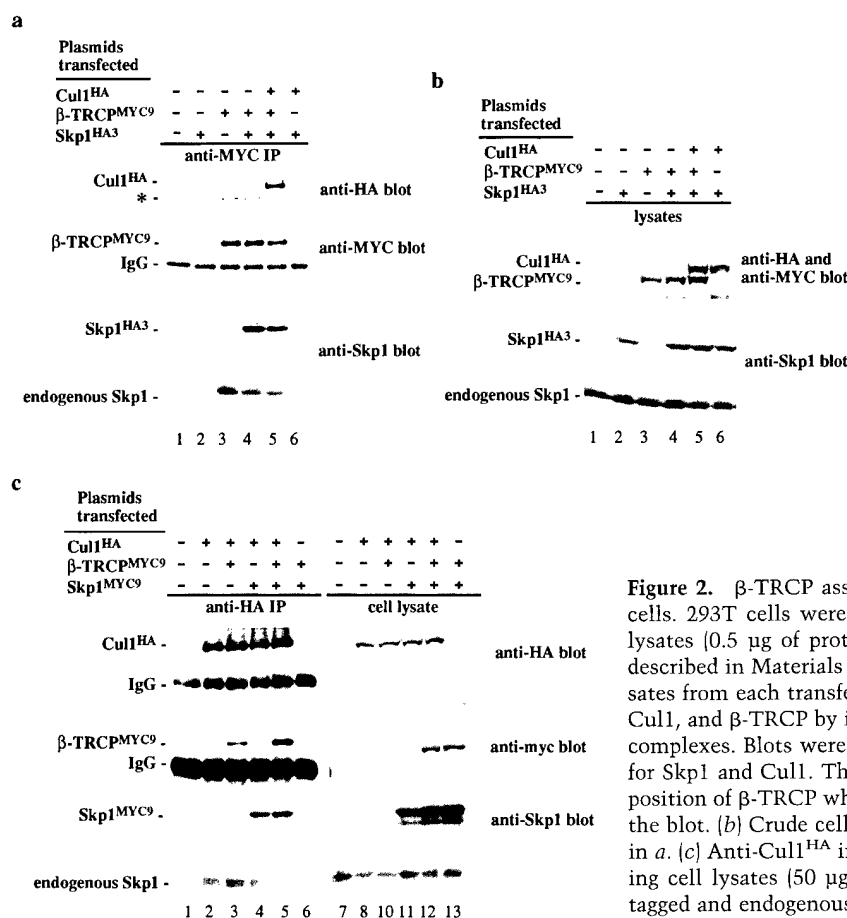 a
Plasmids
transfected
Cul1HA - - - - + +
β-TRCPMYC9 - - + + + -
Skp1HA3 - + - + + +
anti-MYC IP
Cul1HA -
* -
anti-HA blot
β-TRCPMYC9 -
anti-MYC blot
IgG -
Skp1HA3 -
anti-Skp1 blot
endogenous Skp1 -
1 2 3 4 5 6
b
Plasmids
transfected
Cul1HA - - - - + +
β-TRCPMYC9 - - + + + -
Skp1HA3 - + - + + +
lysates
Cul1HA -
anti-HA and
β-TRCPMYC9 -
anti-MYC blot
Skp1HA3 -
anti-Skp1 blot
endogenous Skp1 -
1 2 3 4 5 6
c
Plasmids
transfected
Cul1HA - + + + + - - + + + + -
β-TRCPMYC9 - - + - + + - - + - + +
Skp1MYC9 - - - + + + - - - + + +
anti-HA IP cell lysate
Cul1HA -
anti-HA blot
IgG -
β-TRCPMYC9 -
anti-myc blot
IgG -
Skp1MYC9 -
anti-Skp1 blot
endogenous Skp1 -
1 2 3 4 5 6 7 8 10 11 12 13
Figure 2. β-TRCP ass
cells. 293T cells were
lysates (0.5 µg of prot
described in Materials
sates from each transfe
Cul1, and β-TRCP by i
complexes. Blots were
for Skp1 and Cul1. Th
position of β-TRCP wh
the blot. (b) Crude cell
in a. (c) Anti-Cul1HA i
ing cell lysates (50 µg
tagged and endogenous